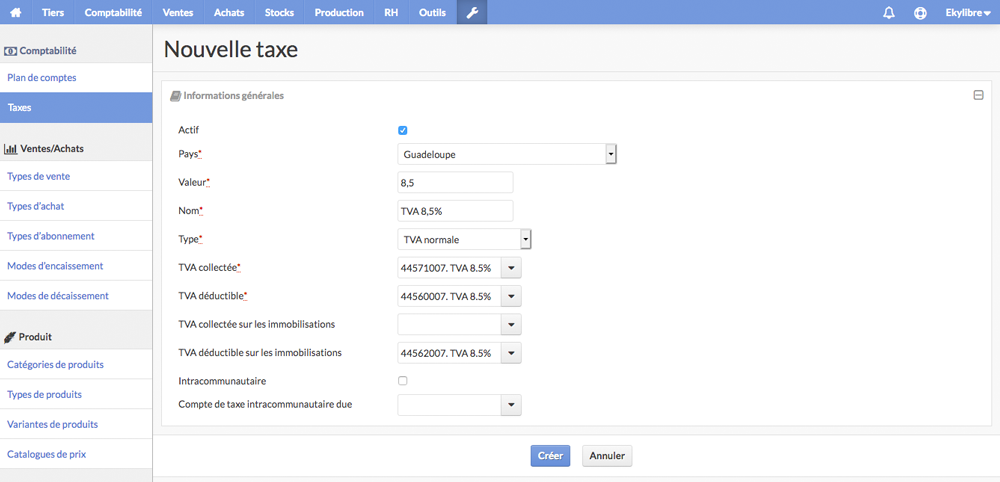 Tiers Comptabilité Ventes Achats Stocks Production RH Outils Ekylibre
Comptabilité
Plan de comptes
Taxes
Ventes/Achats
Types de vente
Types d'achat
Types d'abonnement
Modes d'encaissement
Modes de décaissement
Produit
Catégories de produits
Types de produits
Variantes de produits
Catalogues de prix
Nouvelle taxe
Informations générales
Actif
Pays* Guadeloupe
Valeur* 8,5
Nom* TVA 8,5%
Type* TVA normale
TVA collectée* 44571007. TVA 8.5%
TVA déductible* 44560007. TVA 8.5%
TVA collectée sur les immobilisations
TVA déductible sur les immobilisations 44562007. TVA 8.5%
Intracommunautaire
Compte de taxe intracommunautaire due
Créer Annuler